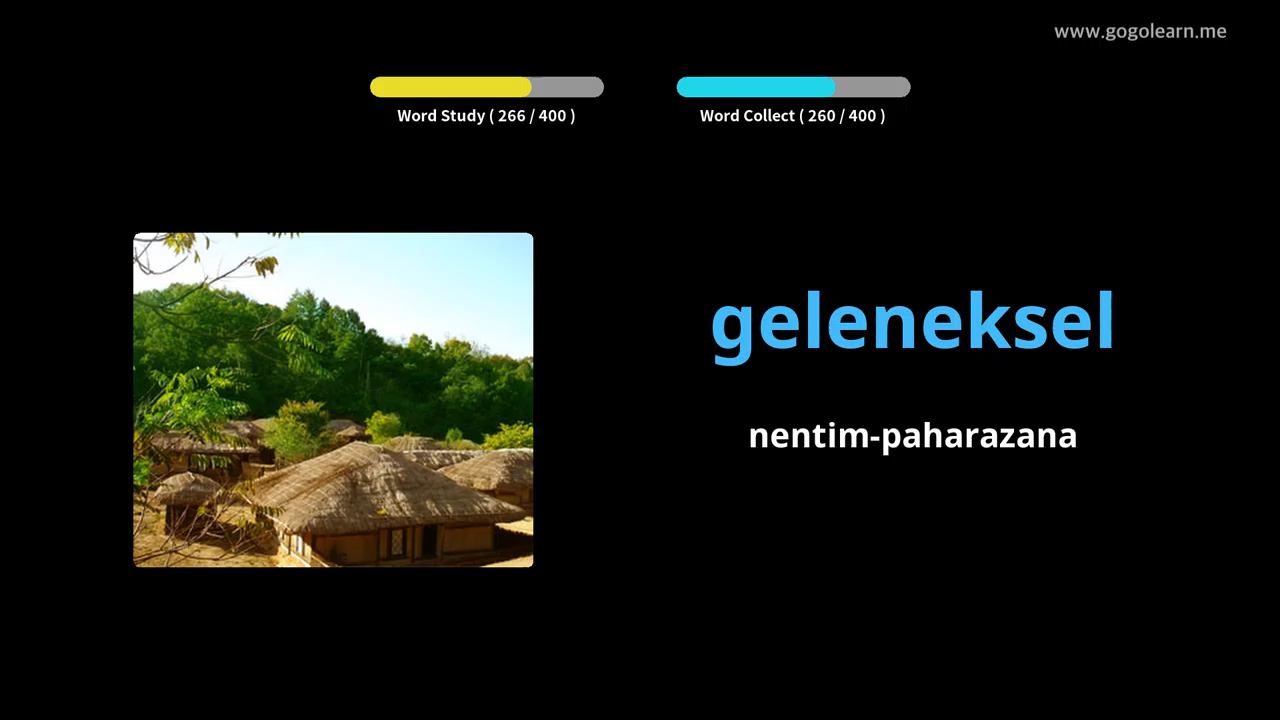 www.gogolearn.me
Word Study ( 266 / 400 )
Word Collect ( 260 / 400 )
geleneksel
nentim-paharazana